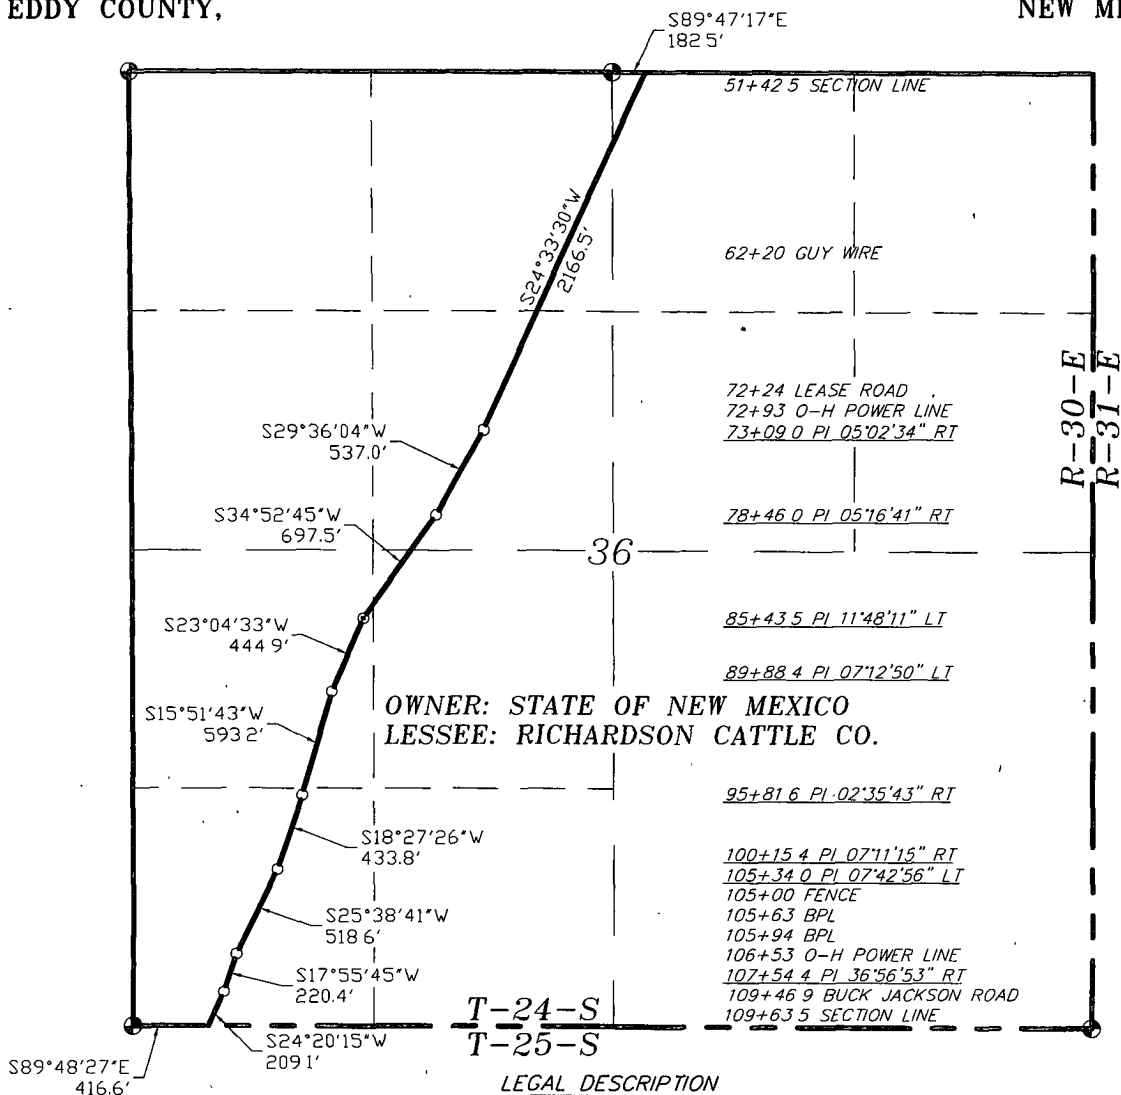 EDDY COUNTY,
NEW ME
S89°47'17"E
182 5'
51+42 5 SECTION LINE
S24°33'30"W
2166.5'
62+20 GUY WIRE
72+24 LEASE ROAD
72+93 O-H POWER LINE
73+09 0 PI 05°02'34" RT
R-30-E
R-31-E
S29°36'04"W
537.0'
S34°52'45"W
697.5'
78+46 0 PI 05°16'41" RT
36
S23°04'33"W
444 9'
85+43 5 PI 11°48'11" LT
89+88 4 PI 07°12'50" LT
S15°51'43"W
593 2'
OWNER: STATE OF NEW MEXICO
LESSEE: RICHARDSON CATTLE CO.
95+81 6 PI 02°35'43" RT
S18°27'26"W
433.8'
100+15 4 PI 07°11'15" RT
105+34 0 PI 07°42'56" LT
105+00 FENCE
105+63 BPL
105+94 BPL
106+53 O-H POWER LINE
107+54 4 PI 36°56'53" RT
109+46 9 BUCK JACKSON ROAD
109+63 5 SECTION LINE
S25°38'41"W
518 6'
S17°55'45"W
220.4'
T-24-S
T-25-S
S24°20'15"W
209 1'
S89°48'27"E
416.6'
LEGAL DESCRIPTION